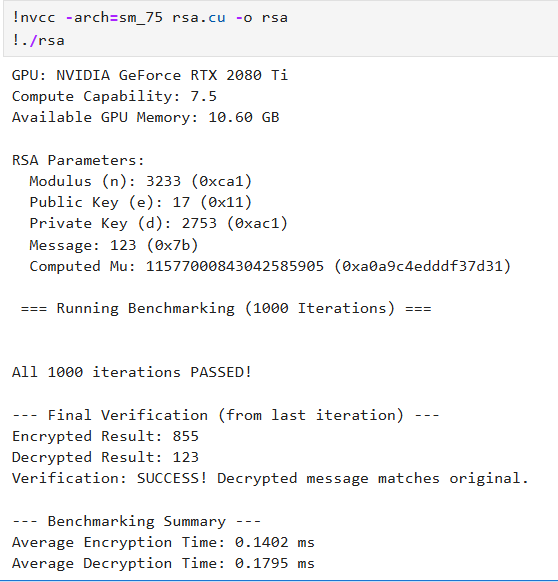 !nvcc -arch=sm_75 rsa.cu -o rsa
!./rsa
GPU: NVIDIA GeForce RTX 2080 Ti
Compute Capability: 7.5
Available GPU Memory: 10.60 GB
RSA Parameters:
Modulus (n): 3233 (0xca1)
Public Key (e): 17 (0x11)
Private Key (d): 2753 (0xac1)
Message: 123 (0x7b)
Computed Mu: 11577000843042585905 (0xa0a9c4edddf37d31)
=== Running Benchmarking (1000 Iterations) ===
All 1000 iterations PASSED!
--- Final Verification (from last iteration) ---
Encrypted Result: 855
Decrypted Result: 123
Verification: SUCCESS! Decrypted message matches original.
--- Benchmarking Summary ---
Average Encryption Time: 0.1402 ms
Average Decryption Time: 0.1795 ms